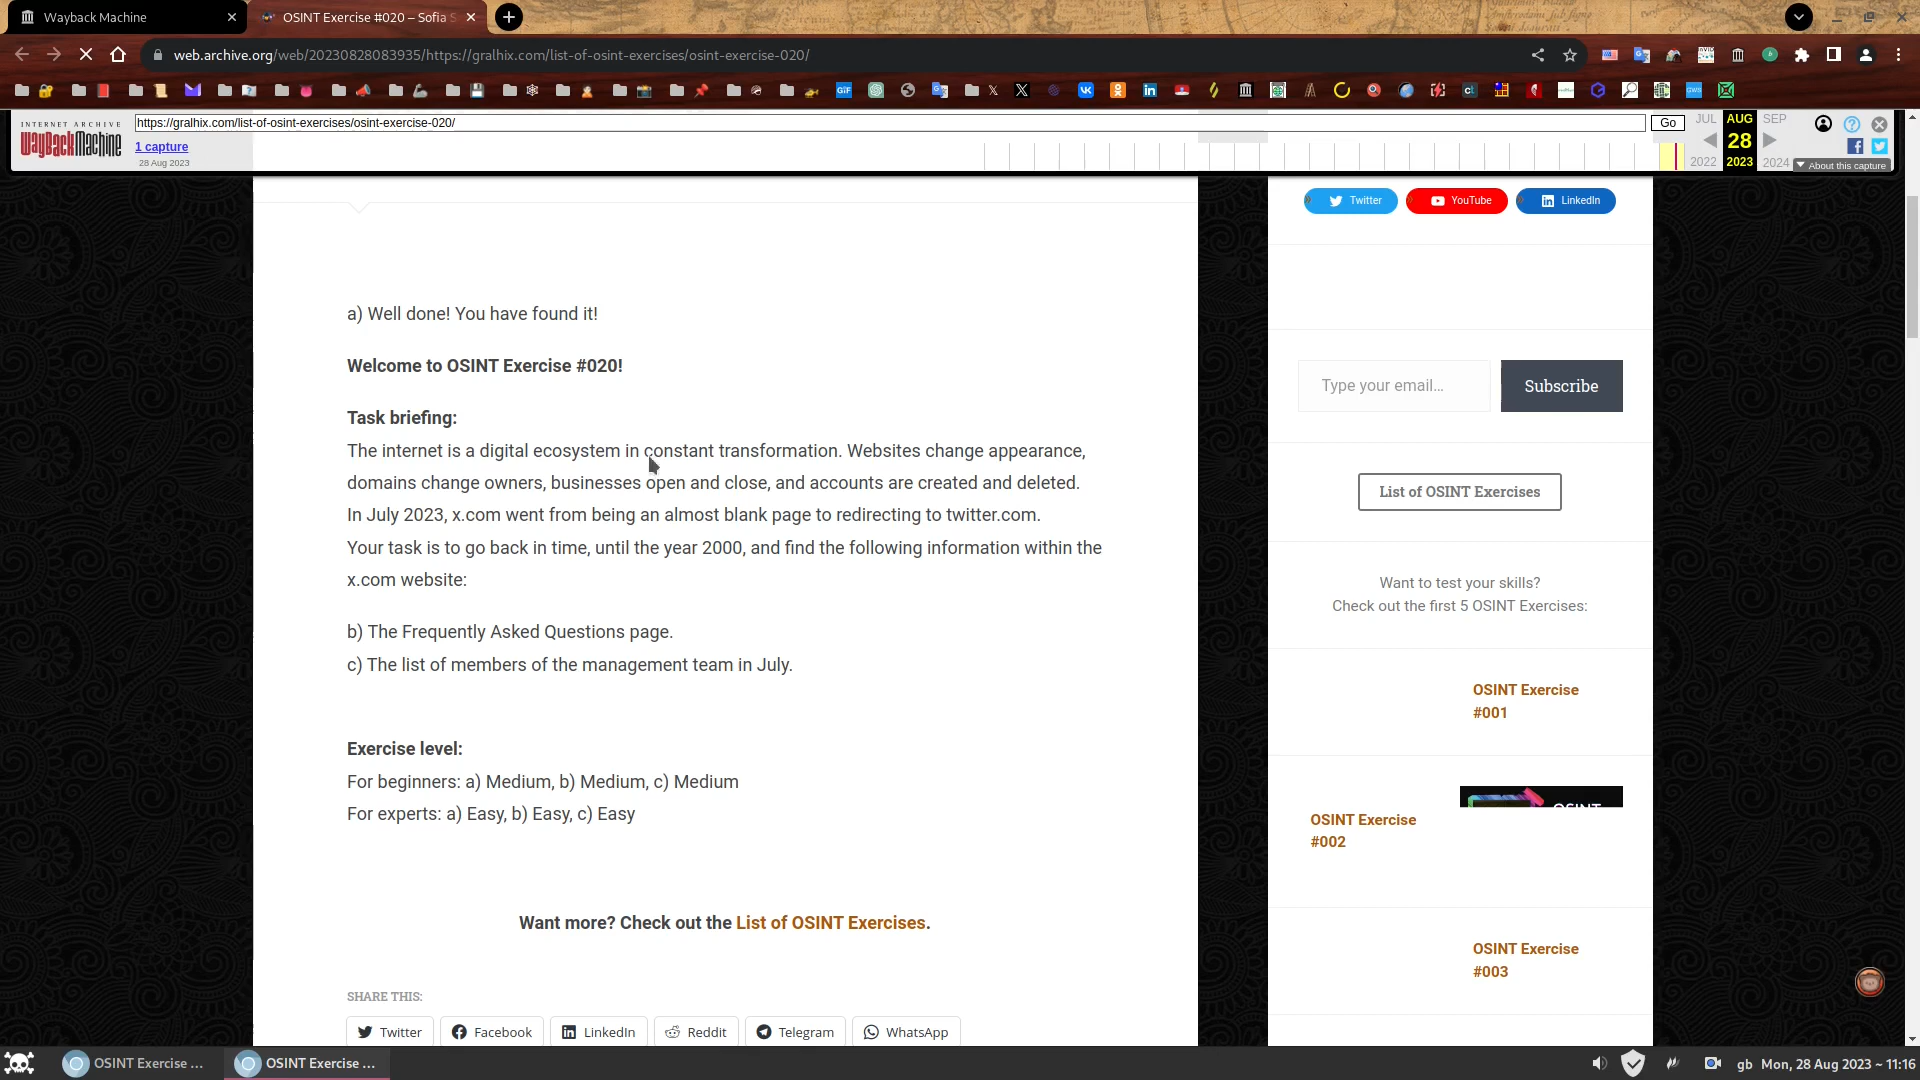 Wayback Machine
OSINT Exercise #020 – Sofia S
web.archive.org/web/20230828083935/https://gralhix.com/list-of-osint-exercises/osint-exercise-020/
INTERNET ARCHIVE
WayBackMachine
https://gralhix.com/list-of-osint-exercises/osint-exercise-020/
Go
1 capture
28 Aug 2023
JUL AUG SEP
28
2022 2023 2024
About this capture
Twitter
YouTube
LinkedIn
a) Well done! You have found it!
Welcome to OSINT Exercise #020!
Task briefing:
The internet is a digital ecosystem in constant transformation. Websites change appearance,
domains change owners, businesses open and close, and accounts are created and deleted.
In July 2023, x.com went from being an almost blank page to redirecting to twitter.com.
Your task is to go back in time, until the year 2000, and find the following information within the
x.com website:
b) The Frequently Asked Questions page.
c) The list of members of the management team in July.
Exercise level:
For beginners: a) Medium, b) Medium, c) Medium
For experts: a) Easy, b) Easy, c) Easy
Want more? Check out the List of OSINT Exercises.
SHARE THIS:
Twitter
Facebook
LinkedIn
Reddit
Telegram
WhatsApp
Type your email…
Subscribe
List of OSINT Exercises
Want to test your skills?
Check out the first 5 OSINT Exercises:
OSINT Exercise
#001
OSINT Exercise
#002
OSINT
OSINT Exercise
#003
OSINT Exercise ...
OSINT Exercise ...
gb Mon, 28 Aug 2023 ~ 11:16